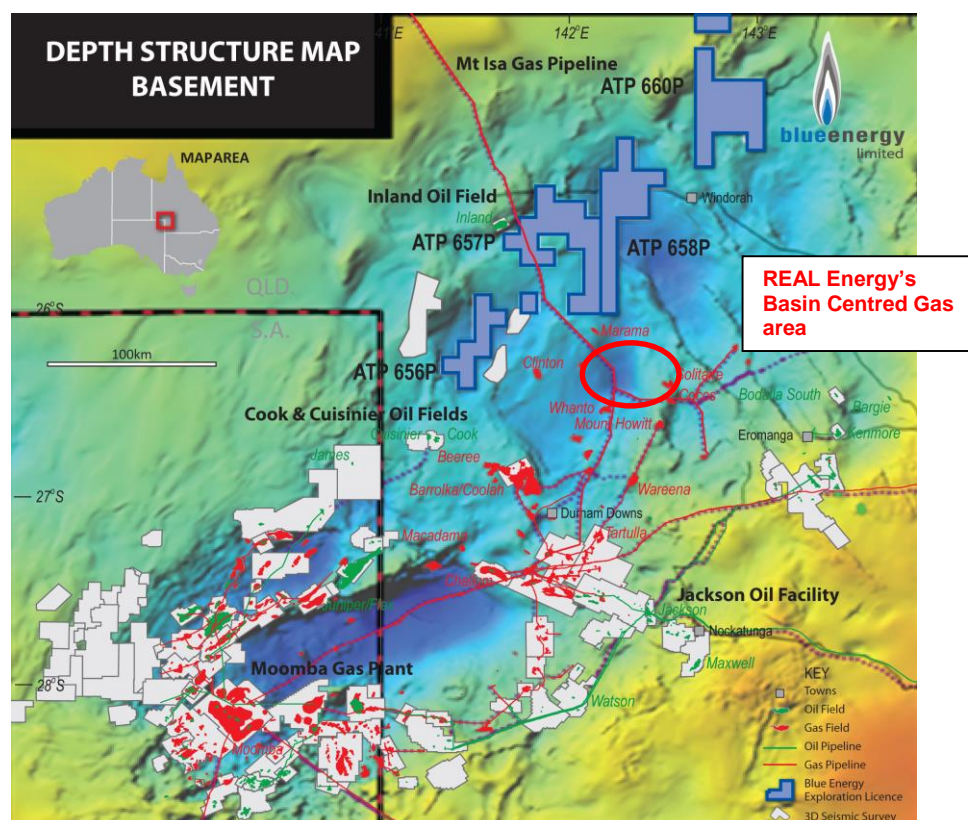 DEPTH STRUCTURE MAP
BASEMENT
41°E
142°E
143°E
Mt Isa Gas Pipeline
ATP 660P
blueenergy
limited
MAPAREA
Inland Oil Field
Inland
Windorah
ATP 657P
ATP 658P
QLD.
26°S
S.A.
REAL Energy's
Basin Centred Gas
area
100km
Marama
Clinton
Solitaire
ATP 656P
Whanto
Mount Howitt
Bodalla South
Bargie
Cook & Cuisinier Oil Fields
Cuisinier
Cook
Eromanga
Kenmore
James
Beeree
27°S
Barrolka/Coolah
Wareena
Durham Downs
Macadama
Tartulla
Challum
Jackson Oil Facility
Jackson
Nockatunga
Moomba Gas Plant
Maxwell
28°S
Watson
Moomba
KEY
Towns
Oil Field
Gas Field
Oil Pipeline
Gas Pipeline
Blue Energy
Exploration Licence
3D Seismic Survey